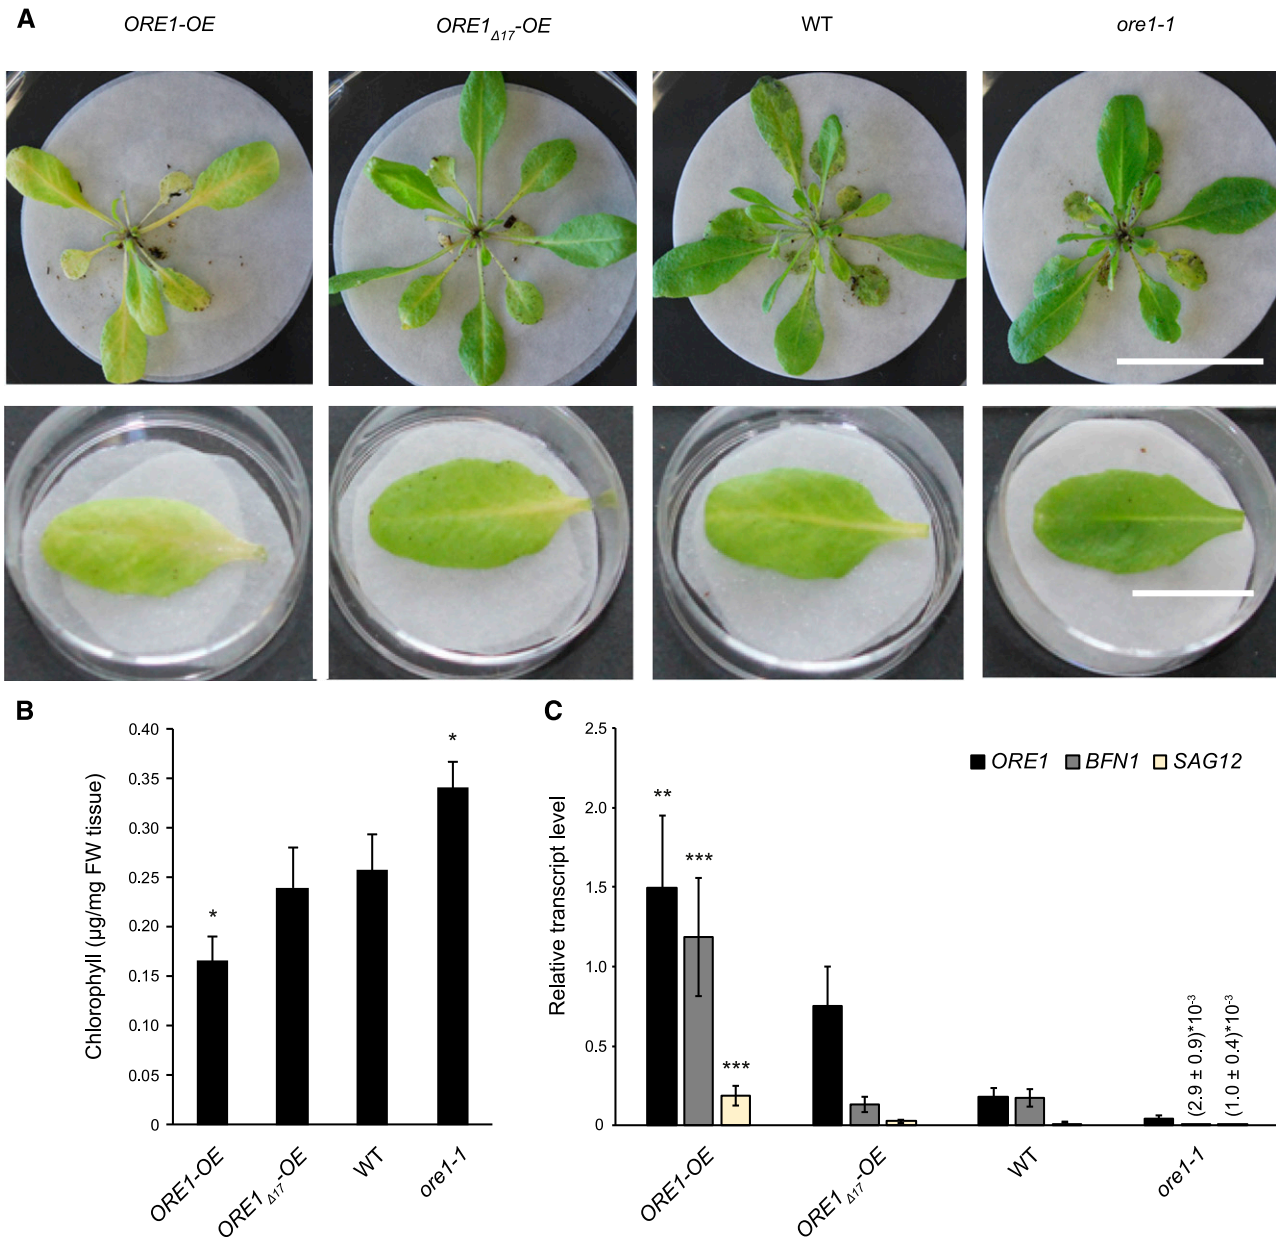 A
ORE1-OE
ORE1Δ17-OE
WT
ore1-1
B
Chlorophyll (µg/mg FW tissue)
0.40
0.35
0.30
0.25
0.20
0.15
0.10
0.05
0
*
*
ORE1-OE
ORE1Δ17-OE
WT
ore1-1
C
Relative transcript level
2.5
2.0
1.5
1.0
0.5
0
ORE1 BFN1 SAG12
**
***
***
(2.9 ± 0.9)*10-3
(1.0 ± 0.4)*10-3
ORE1-OE
ORE1Δ17-OE
WT
ore1-1